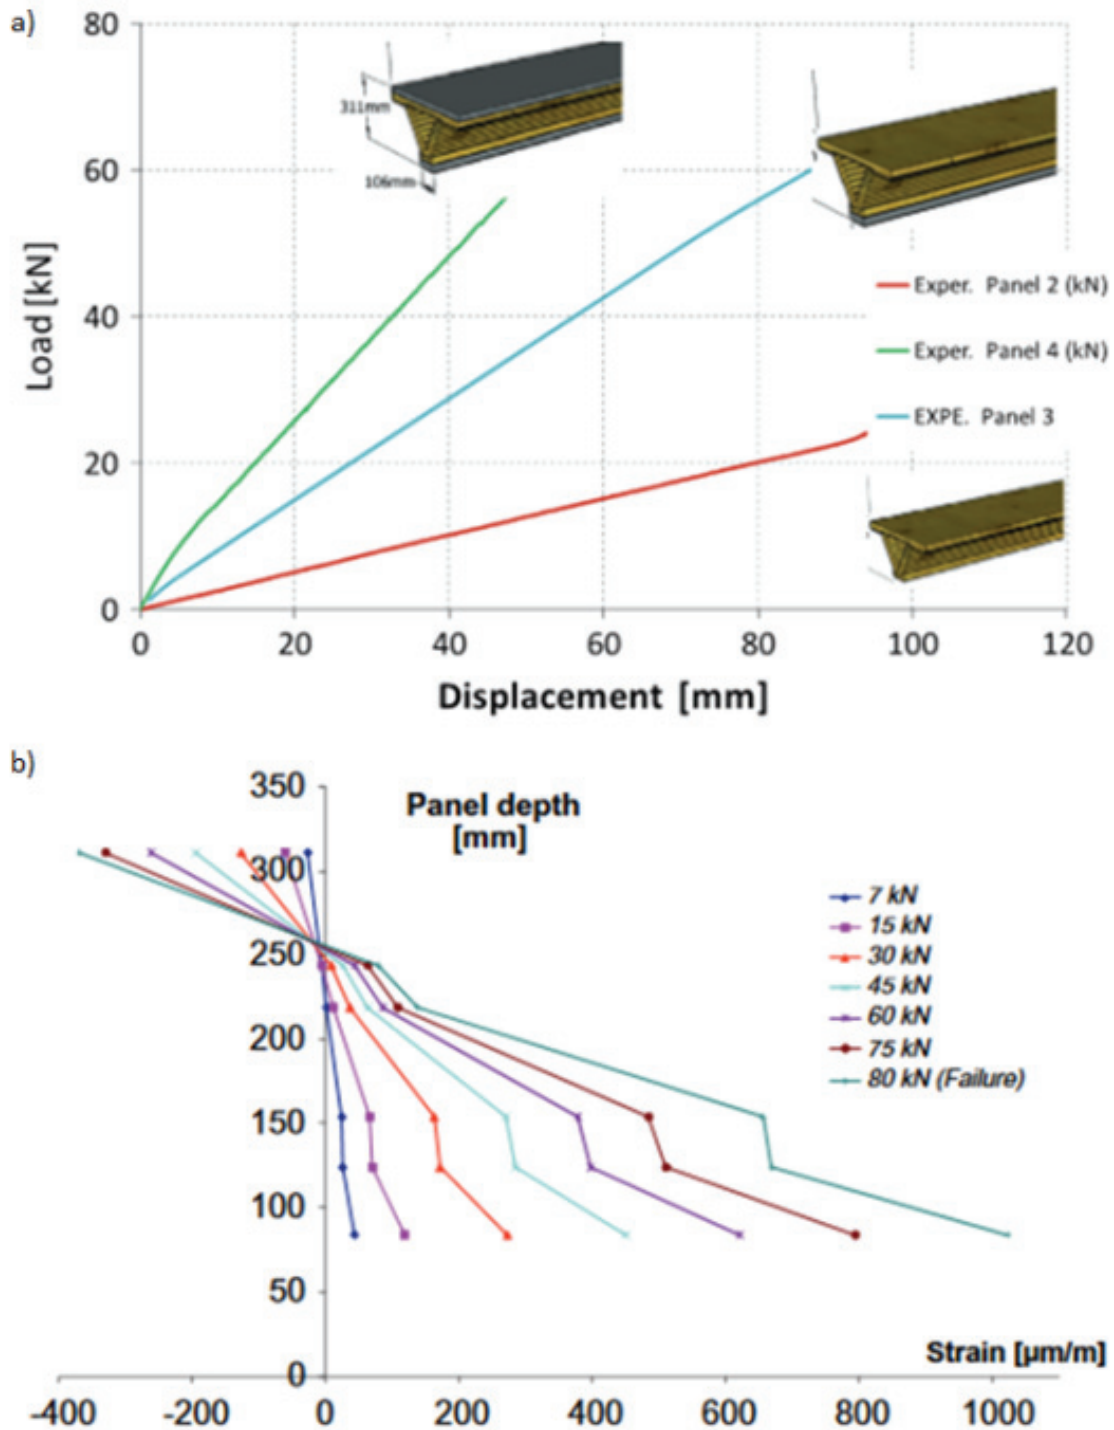 a)
80
60
40
20
0
Load [kN]
0 20 40 60 80 100 120
Displacement [mm]
311mm
106mm
Exper. Panel 2 (kN)
Exper. Panel 4 (kN)
EXPE. Panel 3
b)
350
300
250
200
150
100
50
0
Panel depth
[mm]
7 kN
15 kN
30 kN
45 kN
60 kN
75 kN
80 kN (Failure)
Strain [µm/m]
-400 -200 0 200 400 600 800 1000